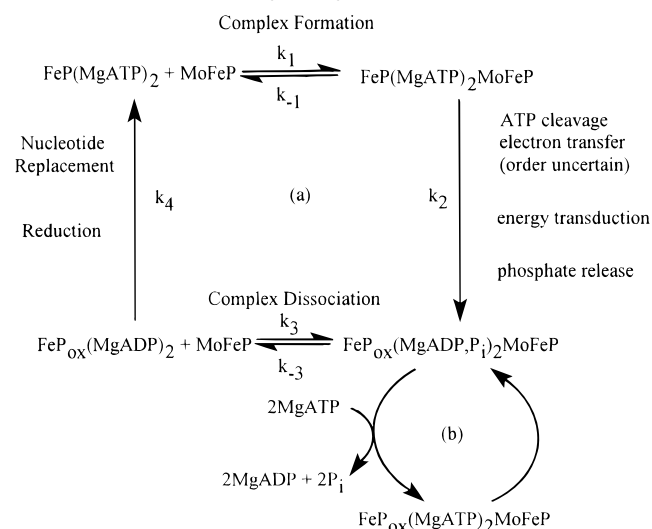 Complex Formation
k1
FeP(MgATP)2 + MoFeP
FeP(MgATP)2MoFeP
k-1
Nucleotide
Replacement
Reduction
k4
(a)
k2
ATP cleavage
electron transfer
(order uncertain)
energy transduction
phosphate release
Complex Dissociation
k3
FePox(MgADP)2 + MoFeP
FePox(MgADP,Pi)2MoFeP
k-3
2MgATP
(b)
2MgADP + 2Pi
FePox(MgATP)2MoFeP